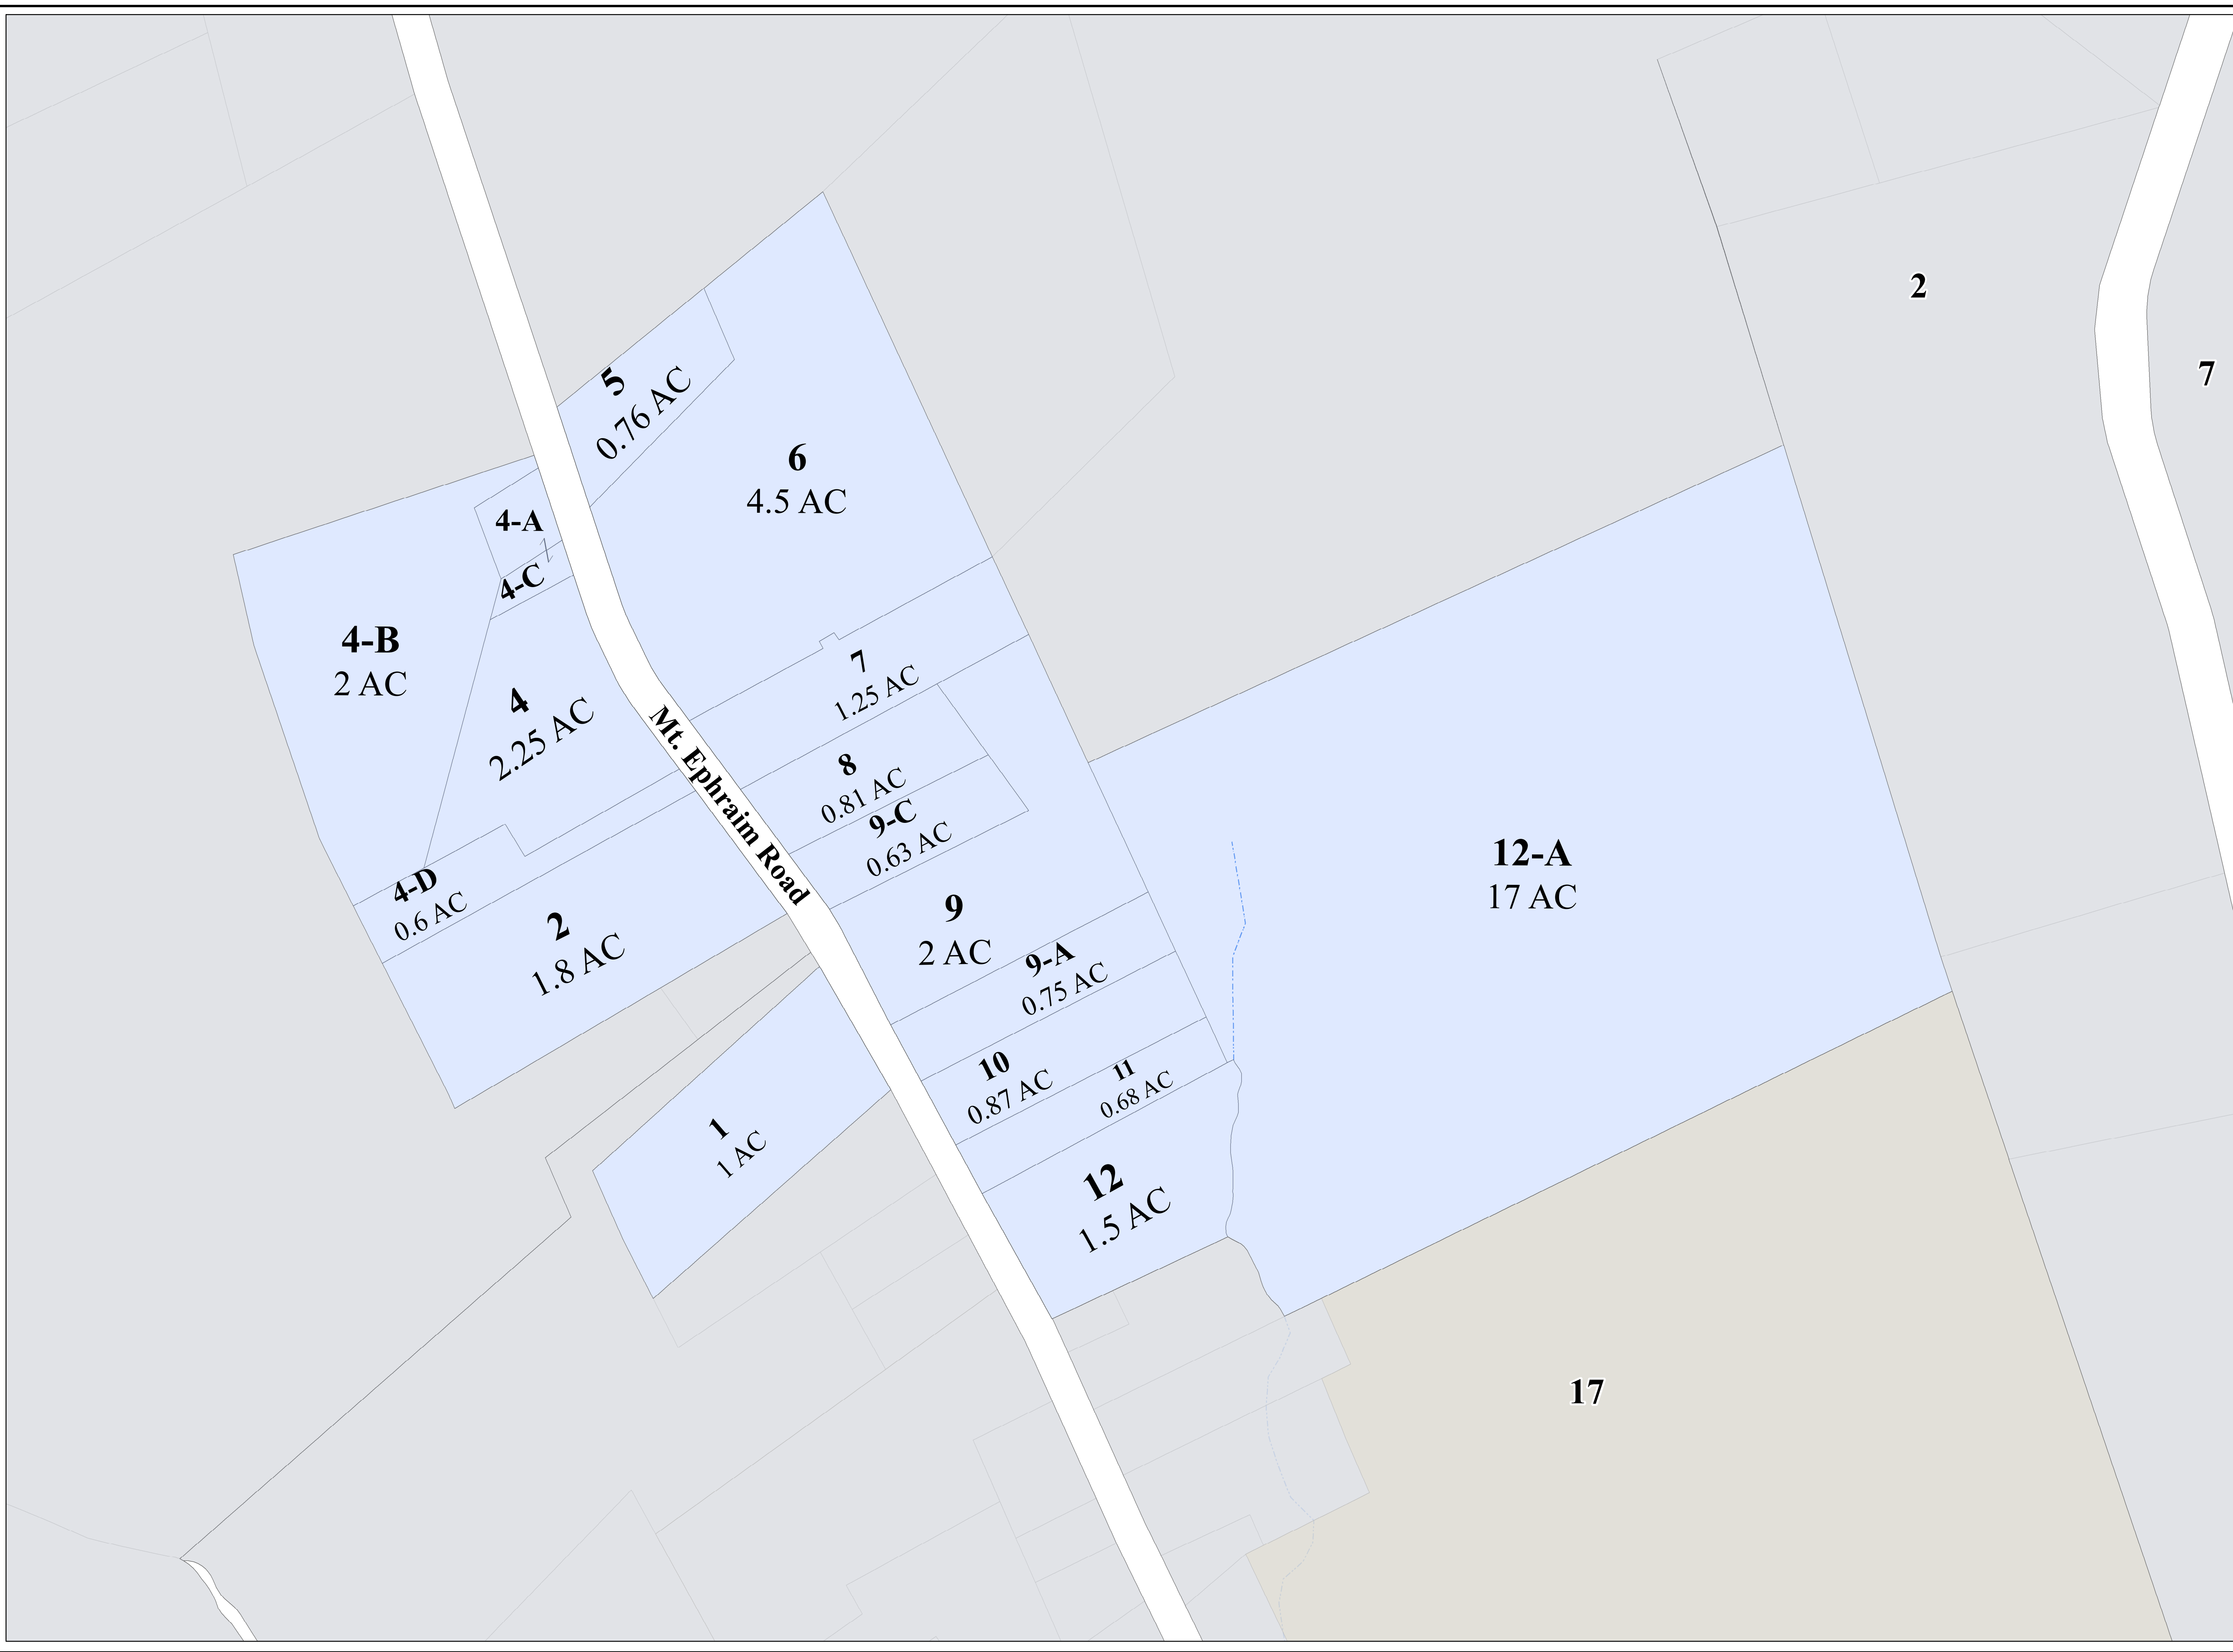 2
7
5
0.76 AC
6
4.5 AC
4-A
4-C
4-B
2 AC
4
2.25 AC
7
1.25 AC
Mt. Ephraim Road
8
0.81 AC
9-C
0.63 AC
12-A
17 AC
4-D
0.6 AC
2
1.8 AC
9
2 AC
9-A
0.75 AC
10
0.87 AC
11
0.68 AC
1
1 AC
12
1.5 AC
17